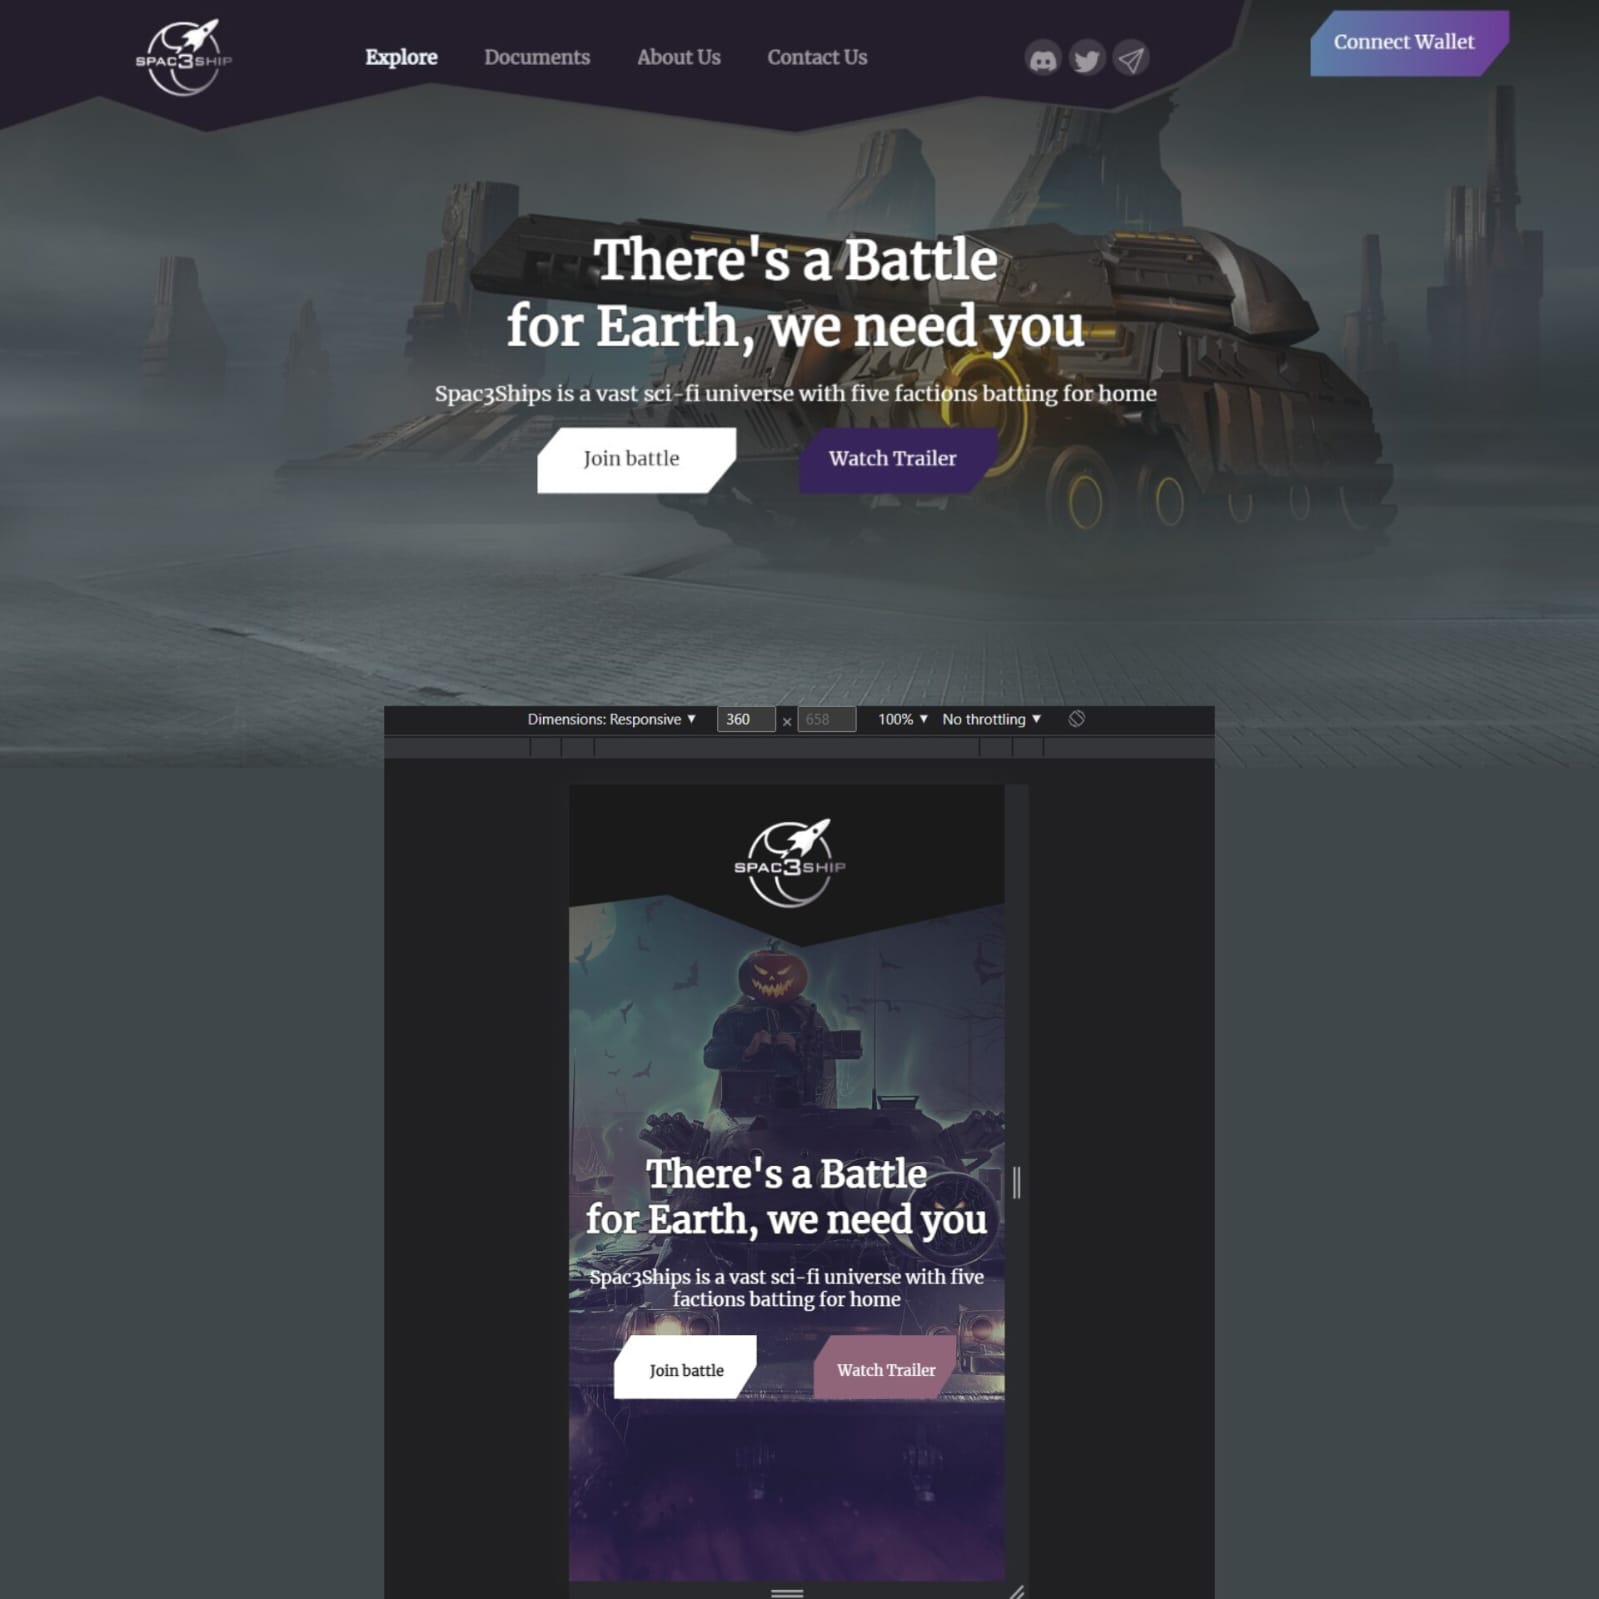 SPAC3SHIP
Explore
Documents
About Us
Contact Us
Connect Wallet
There's a Battle
for Earth, we need you
Spac3Ships is a vast sci-fi universe with five factions batting for home
Join battle
Watch Trailer
Dimensions: Responsive ▼ 360 × 658 100% ▼ No throttling ▼
SPAC3SHIP
There's a Battle
for Earth, we need you
Spac3Ships is a vast sci-fi universe with five
factions batting for home
Join battle
Watch Trailer